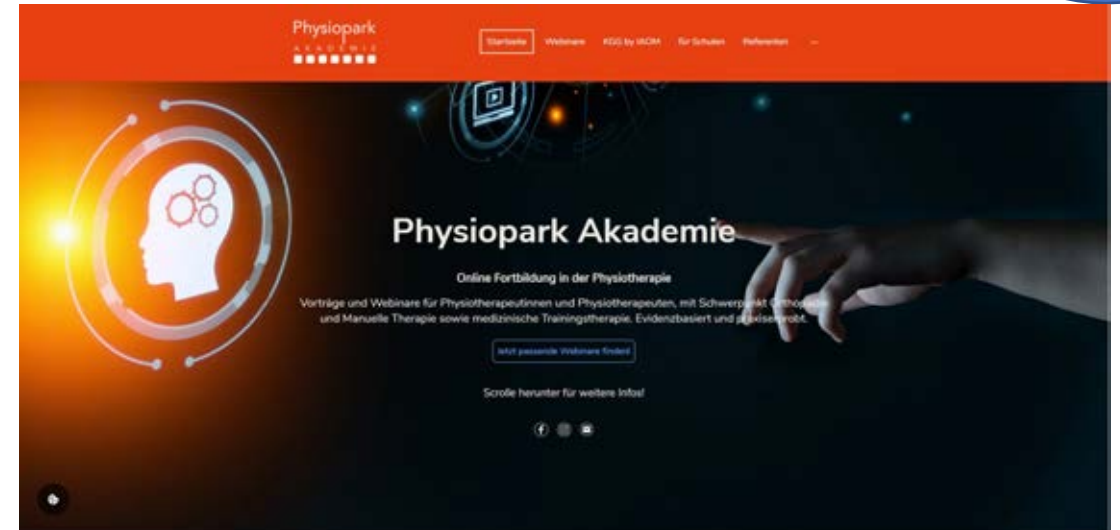 Physiopark
AKADEMIE
Startseite Webinare KGG by IAOM für Schulen Referenten ...
Physiopark Akademie
Online Fortbildung in der Physiotherapie
Vorträge und Webinare für Physiotherapeutinnen und Physiotherapeuten, mit Schwerpunkt Orthopädie
und Manuelle Therapie sowie medizinische Trainingstherapie. Evidenzbasiert und praxiserprobt.
Jetzt passende Webinare finden!
Scrolle herunter für weitere Infos!